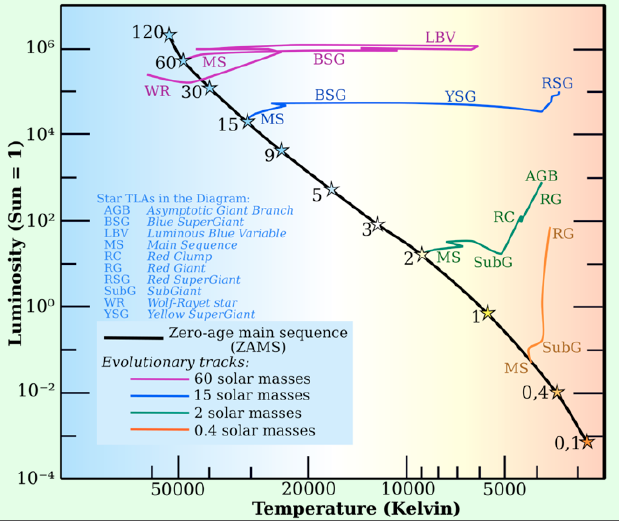 120
10⁶
LBV
60
MS
BSG
WR
30
RSG
BSG
YSG
15
MS
10⁴
9
5
AGB
RG
Star TLAs in the Diagram:
AGB Asymptotic Giant Branch
BSG Blue SuperGiant
LBV Luminous Blue Variable
MS Main Sequence
RC Red Clump
RG Red Giant
RSG Red SuperGiant
SubG SubGiant
WR Wolf-Rayet star
YSG Yellow SuperGiant
10²
3
RC
RG
2
MS
SubG
10⁰
1
Zero-age main sequence
(ZAMS)
Evolutionary tracks:
60 solar masses
15 solar masses
2 solar masses
0.4 solar masses
SubG
MS
10⁻²
0,4
0,1
10⁻⁴
Luminosity (Sun = 1)
50000 20000 10000 5000
Temperature (Kelvin)